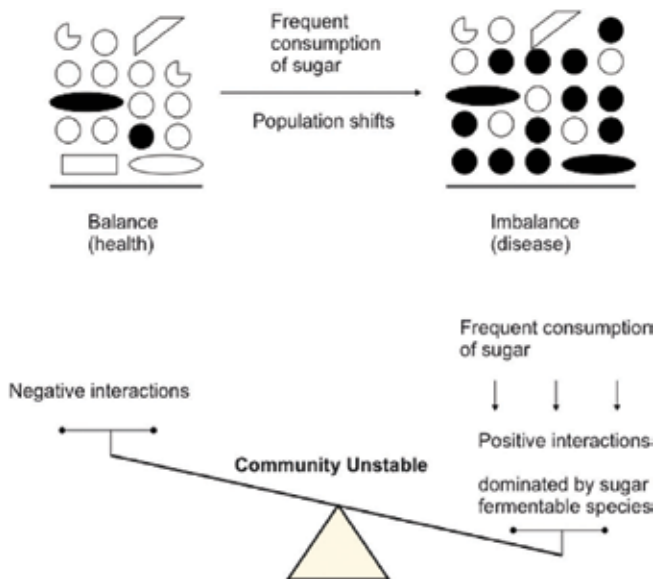 Frequent
consumption
of sugar
Population shifts
Balance
(health)
Imbalance
(disease)
Frequent consumption
of sugar
Negative interactions
Positive interactions
Community Unstable
dominated by sugar
fermentable species